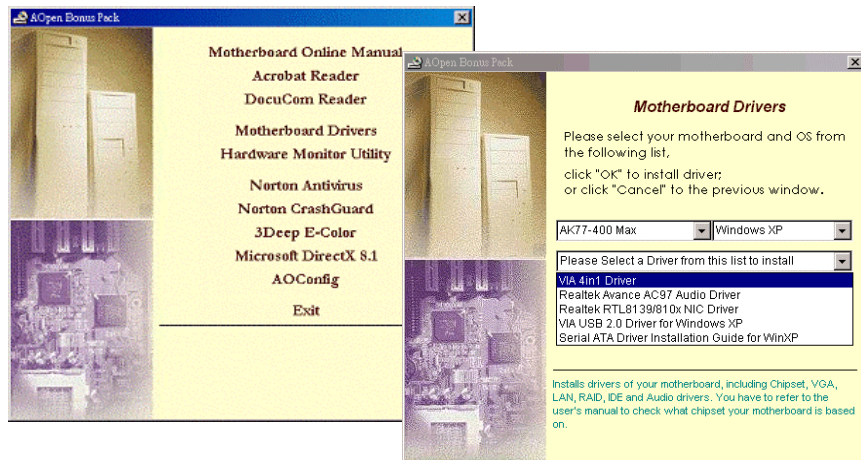 AOpen Bonus Pack
Motherboard Online Manual
Acrobat Reader
DocuCom Reader
Motherboard Drivers
Hardware Monitor Utility
Norton Antivirus
Norton CrashGuard
3Deep E-Color
Microsoft DirectX 8.1
AOConfig
Exit
AOpen Bonus Pack
Motherboard Drivers
Please select your motherboard and OS from
the following list,
click "OK" to install driver;
or click "Cancel" to the previous window.
AK77-400 Max
Windows XP
Please Select a Driver from this list to install
VIA 4in1 Driver
Realtek Avance AC97 Audio Driver
Realtek RTL8139/810x NIC Driver
VIA USB 2.0 Driver for Windows XP
Serial ATA Driver Installation Guide for WinXP
Installs drivers of your motherboard, including Chipset, VGA,
LAN, RAID, IDE and Audio drivers. You have to refer to the
user's manual to check what chipset your motherboard is based
on.